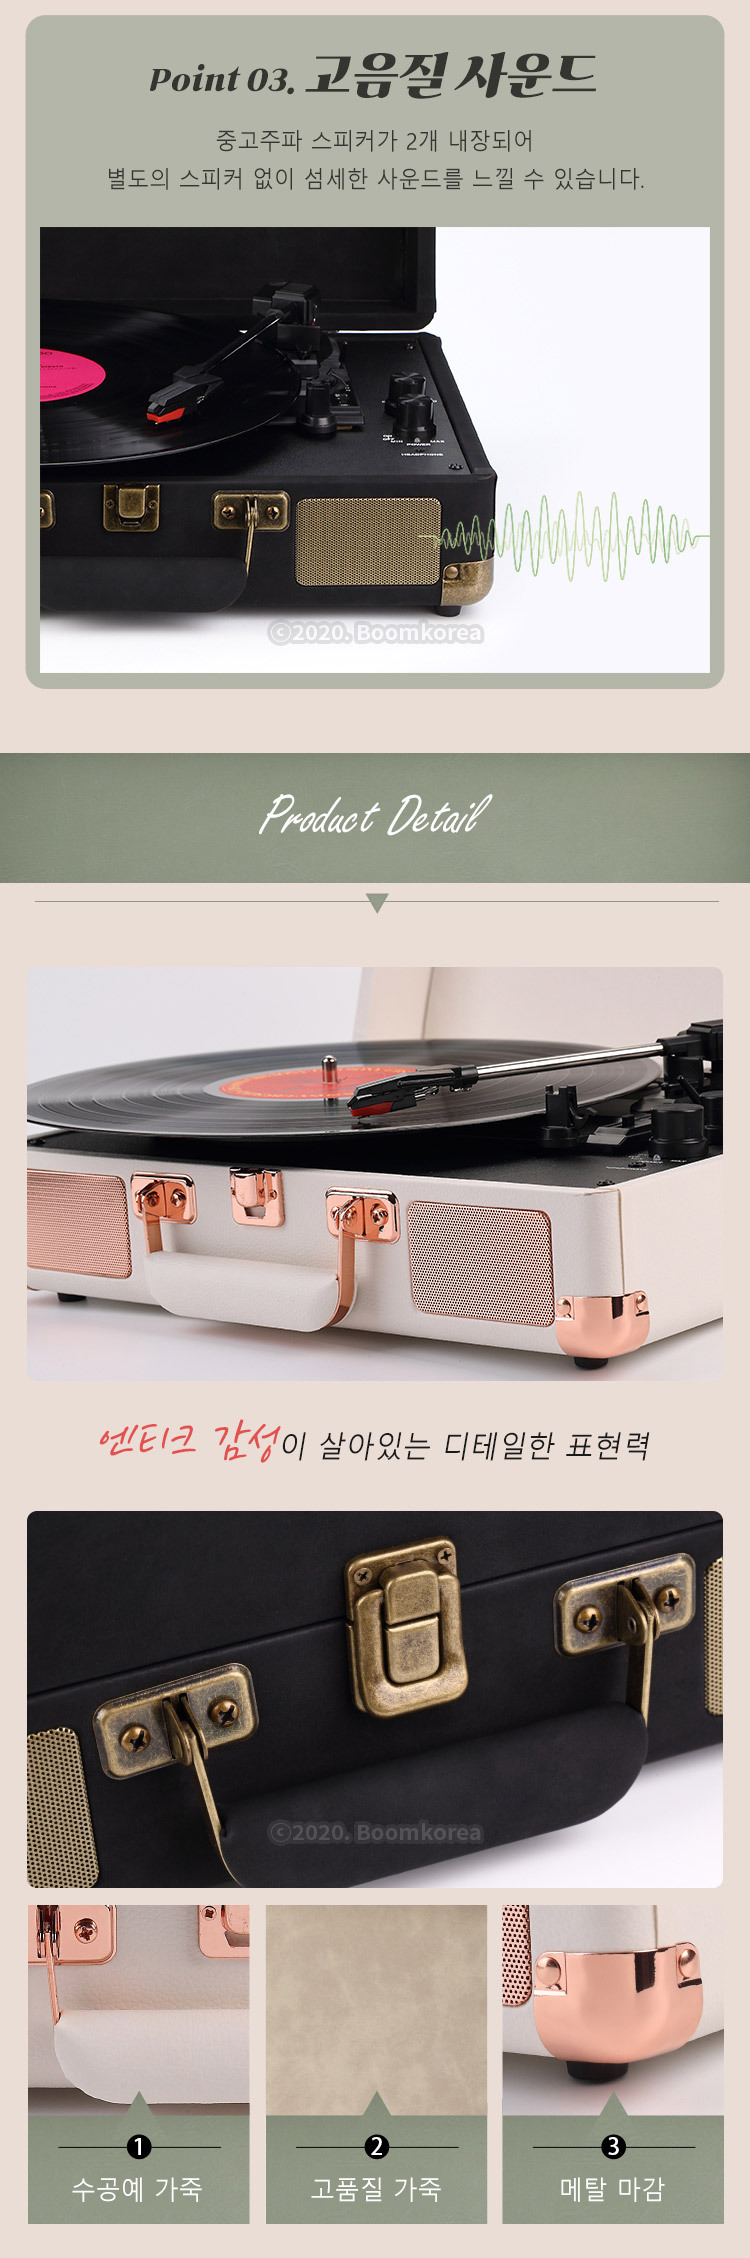 Point 03. 고음질 사운드
중고주파 스피커가 2개 내장되어
별도의 스피커 없이 섬세한 사운드를 느낄 수 있습니다.
MIN
POWER
MAX
HEADPHONE
©2020. Boomkorea
Product Detail
엔티크 감성이 살아있는 디테일한 표현력
©2020. Boomkorea
1
수공예 가죽
2
고품질 가죽
3
메탈 마감